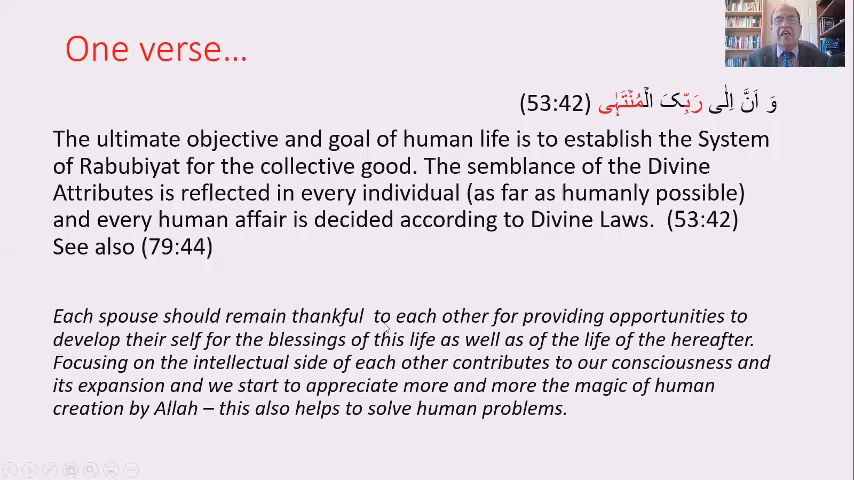 One verse…
وَ اَنَّ اِلٰی رَبِّکَ الۡمُنۡتَہٰی (53:42)
The ultimate objective and goal of human life is to establish the System
of Rabubiyat for the collective good. The semblance of the Divine
Attributes is reflected in every individual (as far as humanly possible)
and every human affair is decided according to Divine Laws.  (53:42)
See also (79:44)
Each spouse should remain thankful  to each other for providing opportunities to
develop their self for the blessings of this life as well as of the life of the hereafter.
Focusing on the intellectual side of each other contributes to our consciousness and
its expansion and we start to appreciate more and more the magic of human
creation by Allah – this also helps to solve human problems.